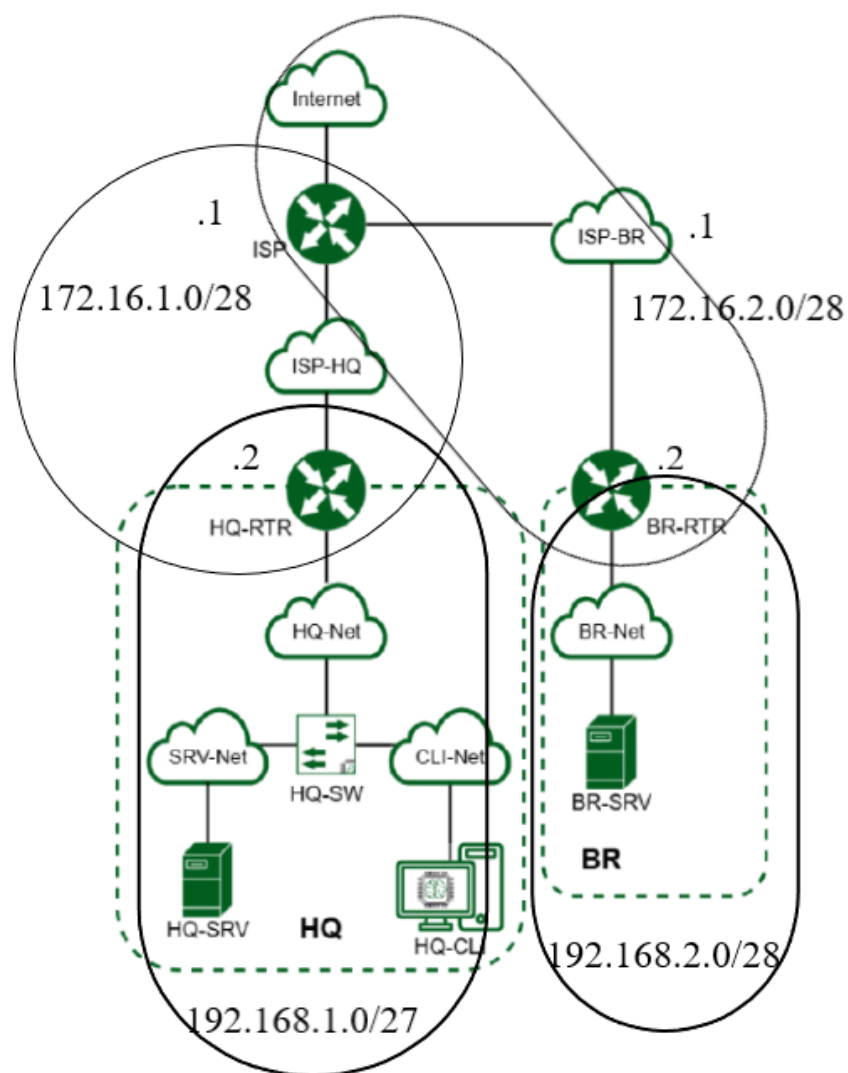 Internet
.1
ISP
ISP-BR
.1
172.16.1.0/28
172.16.2.0/28
ISP-HQ
.2
.2
HQ-RTR
BR-RTR
HQ-Net
BR-Net
SRV-Net
CLI-Net
HQ-SW
BR-SRV
BR
HQ-SRV
HQ
HQ-CLI
192.168.2.0/28
192.168.1.0/27